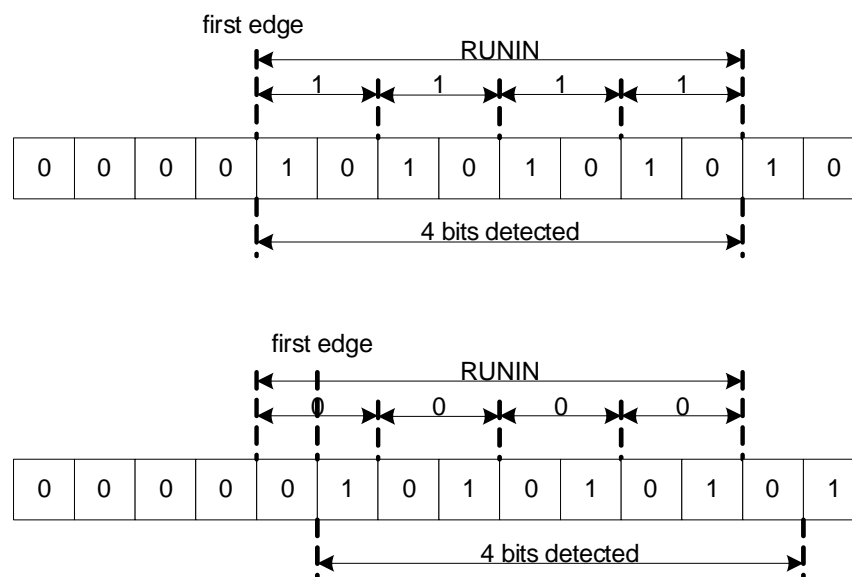 first edge
RUNIN
1 1 1 1
0 0 0 0 1 0 1 0 1 0 1 0 1 0
4 bits detected
first edge
RUNIN
0 0 0 0
0 0 0 0 0 1 0 1 0 1 0 1 0 1
4 bits detected